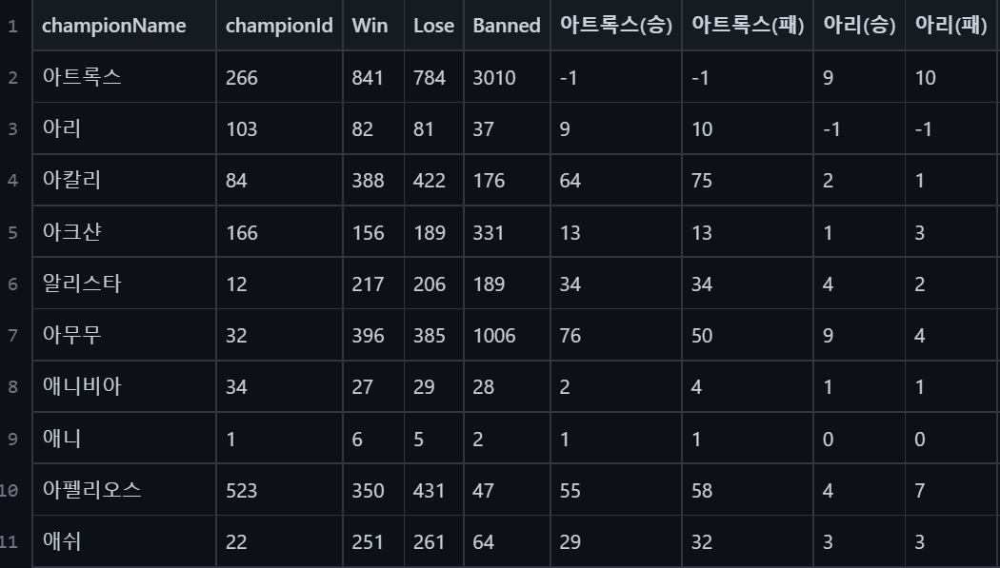 1 championName championId Win Lose Banned 아트록스(승) 아트록스(패) 아리(승) 아리(패)
2 아트록스 266 841 784 3010 -1 -1 9 10
3 아리 103 82 81 37 9 10 -1 -1
4 아칼리 84 388 422 176 64 75 2 1
5 아크샨 166 156 189 331 13 13 1 3
6 알리스타 12 217 206 189 34 34 4 2
7 아무무 32 396 385 1006 76 50 9 4
8 애니비아 34 27 29 28 2 4 1 1
9 애니 1 6 5 2 1 1 0 0
10 아펠리오스 523 350 431 47 55 58 4 7
11 애쉬 22 251 261 64 29 32 3 3